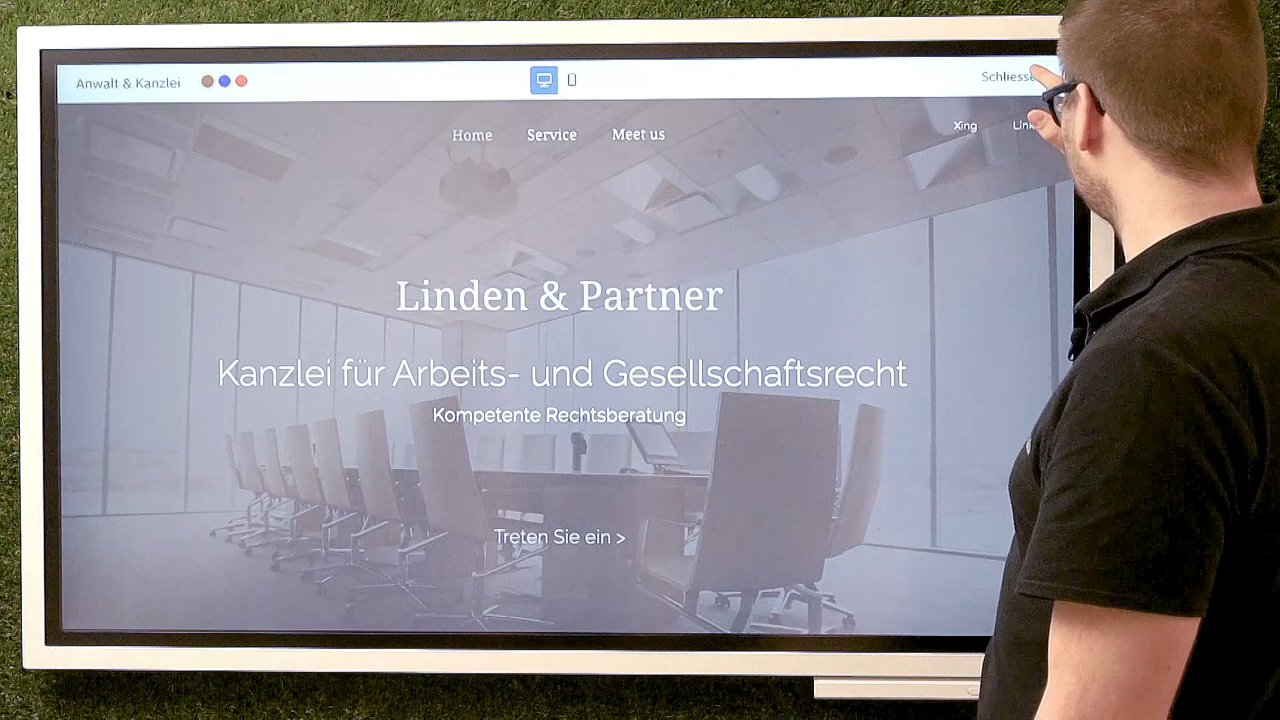 Anwalt & Kanzlei
Home Service Meet us
Xing
Linden & Partner
Kanzlei für Arbeits- und Gesellschaftsrecht
Kompetente Rechtsberatung
Treten Sie ein >